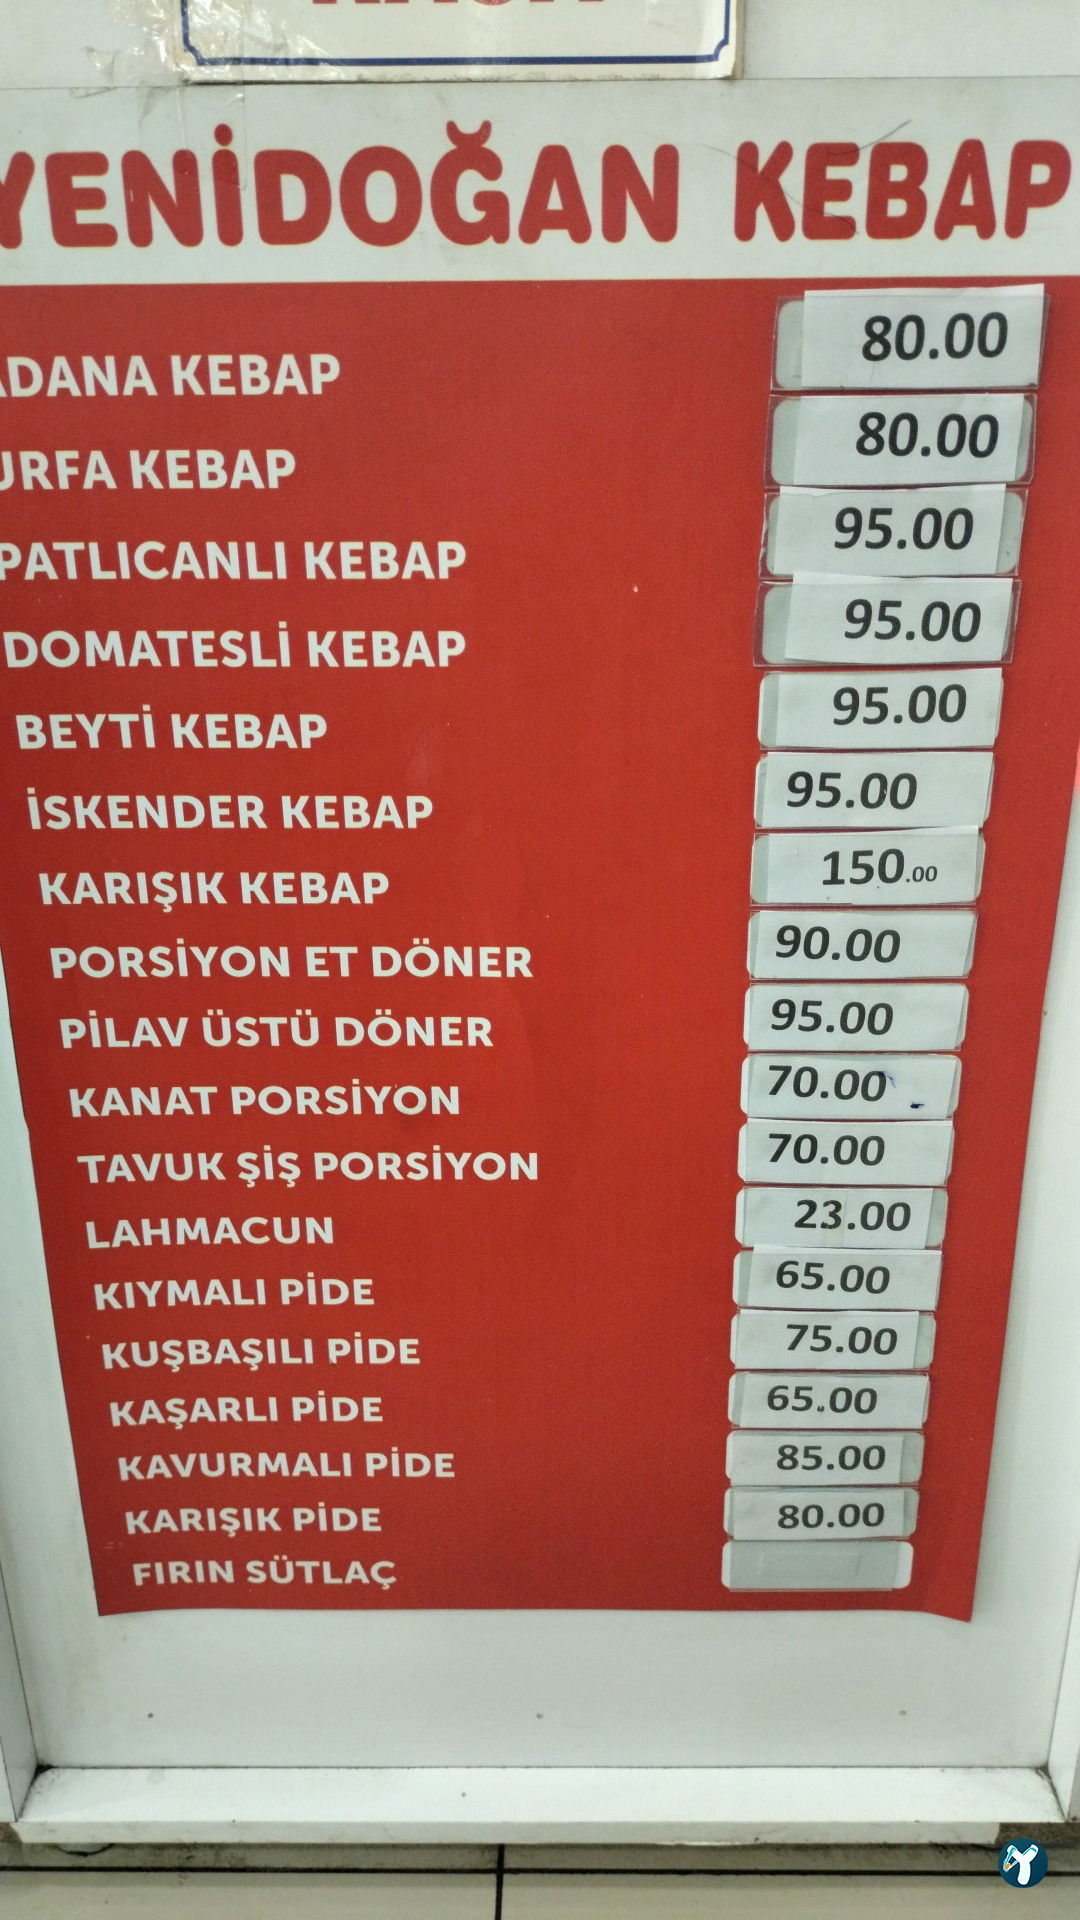 YENİDOĞAN KEBAP
ADANA KEBAP 80.00
URFA KEBAP 80.00
PATLICANLI KEBAP 95.00
DOMATESLİ KEBAP 95.00
BEYTİ KEBAP 95.00
İSKENDER KEBAP 95.00
KARIŞIK KEBAP 150.00
PORSİYON ET DÖNER 90.00
PİLAV ÜSTÜ DÖNER 95.00
KANAT PORSİYON 70.00
TAVUK ŞİŞ PORSİYON 70.00
LAHMACUN 23.00
KIYMALI PİDE 65.00
KUŞBAŞILI PİDE 75.00
KAŞARLI PİDE 65.00
KAVURMALI PİDE 85.00
KARIŞIK PİDE 80.00
FIRIN SÜTLAÇ